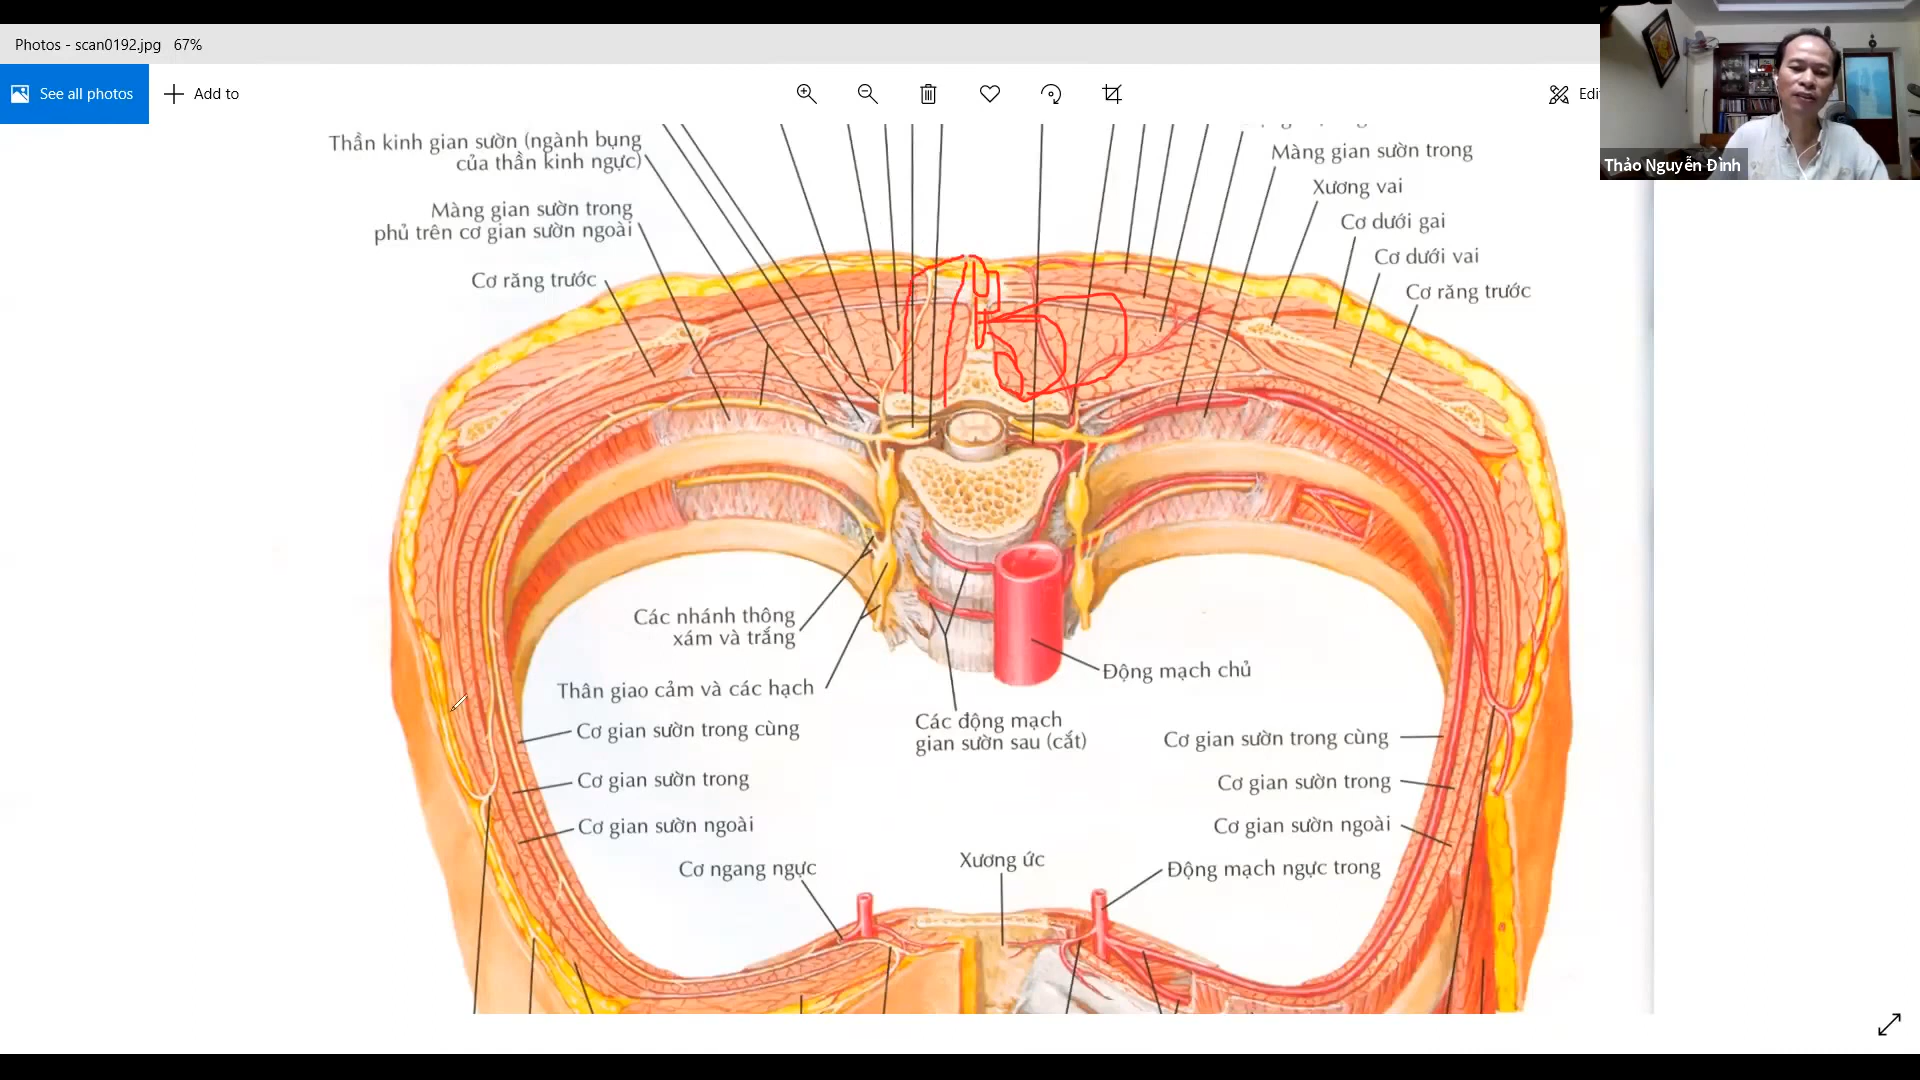 Photos - scan0192.jpg 67%
See all photos
Add to
Thảo Nguyễn Đình
Thần kinh gian sườn (ngành bụng
của thần kinh ngực)
Màng gian sườn trong
phủ trên cơ gian sườn ngoài
Cơ răng trước
Màng gian sườn trong
Xương vai
Cơ dưới gai
Cơ dưới vai
Cơ răng trước
Các nhánh thông
xám và trắng
Thân giao cảm và các hạch
Cơ gian sườn trong cùng
Cơ gian sườn trong
Cơ gian sườn ngoài
Cơ ngang ngực
Động mạch chủ
Các động mạch
gian sườn sau (cắt)
Xương ức
Cơ gian sườn trong cùng
Cơ gian sườn trong
Cơ gian sườn ngoài
Động mạch ngực trong